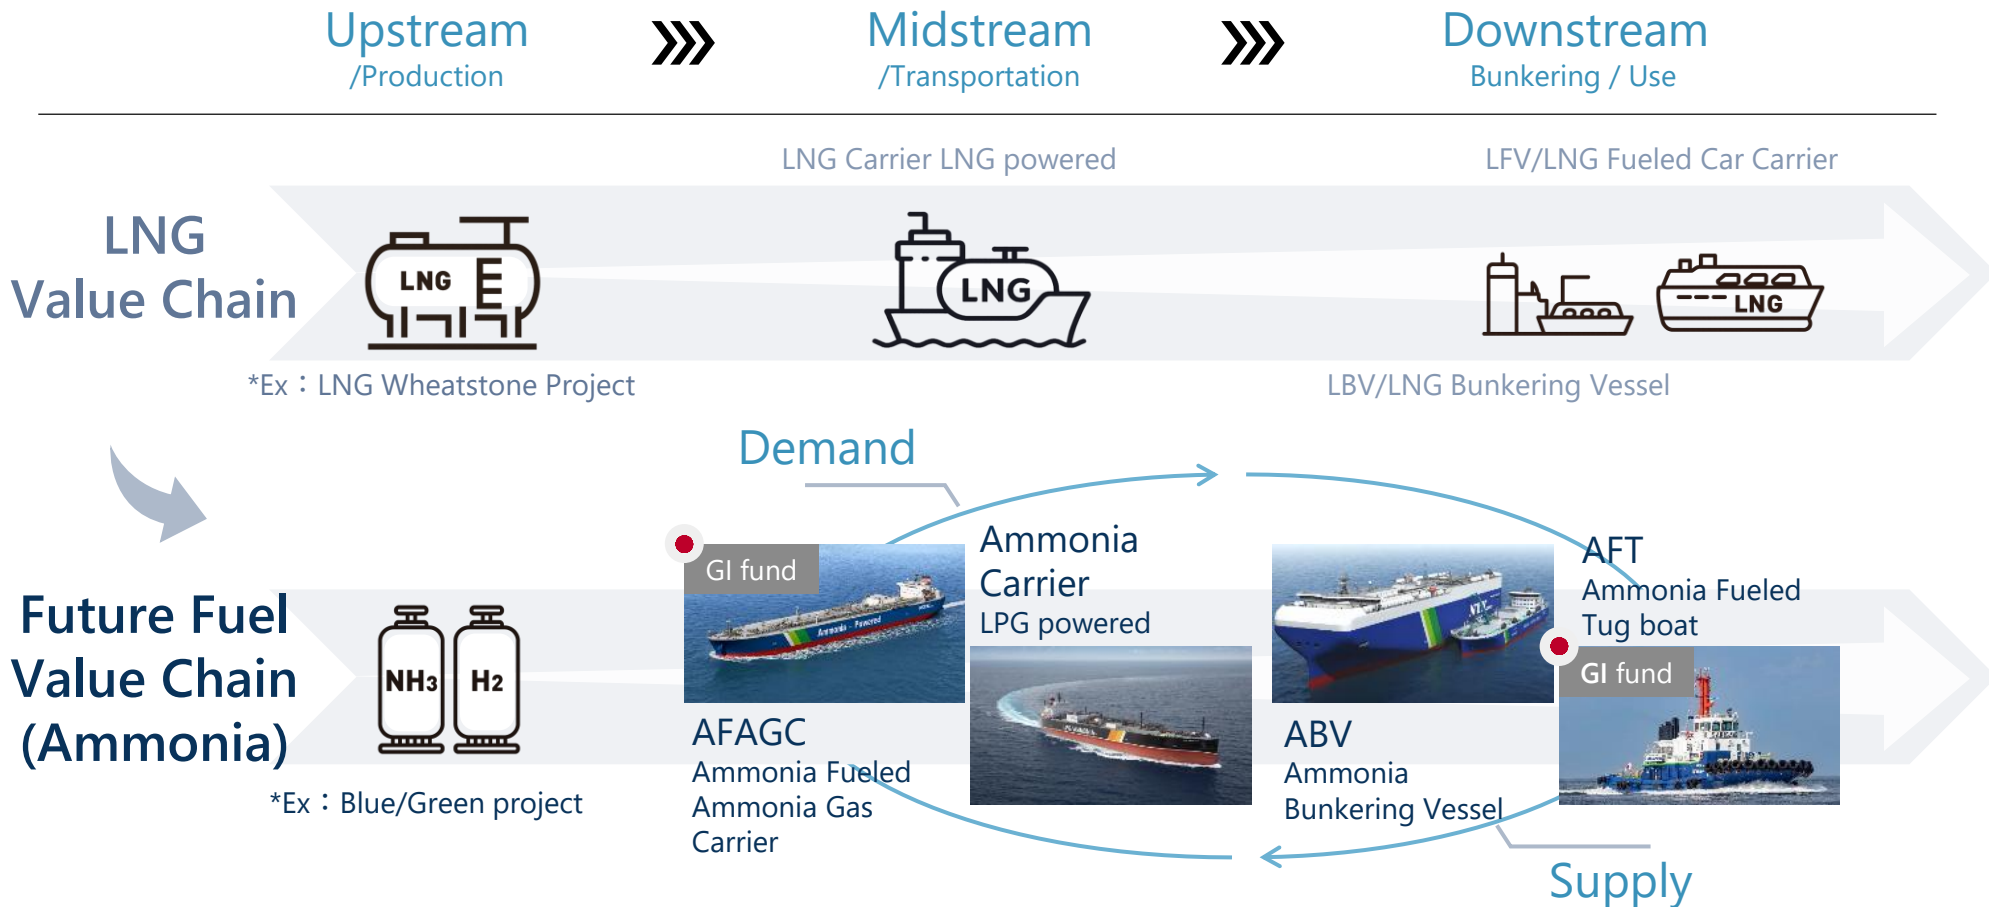 Upstream
/Production
Midstream
/Transportation
Downstream
Bunkering / Use
LNG Carrier LNG powered
LFV/LNG Fueled Car Carrier
LNG
Value Chain
LNG
LNG
LNG
*Ex：LNG Wheatstone Project
LBV/LNG Bunkering Vessel
Demand
GI fund
Ammonia - Powered
Ammonia
Carrier
LPG powered
AFT
Ammonia Fueled
Tug boat
GI fund
Future Fuel
Value Chain
(Ammonia)
NH3
H2
*Ex：Blue/Green project
AFAGC
Ammonia Fueled
Ammonia Gas
Carrier
ABV
Ammonia
Bunkering Vessel
Supply